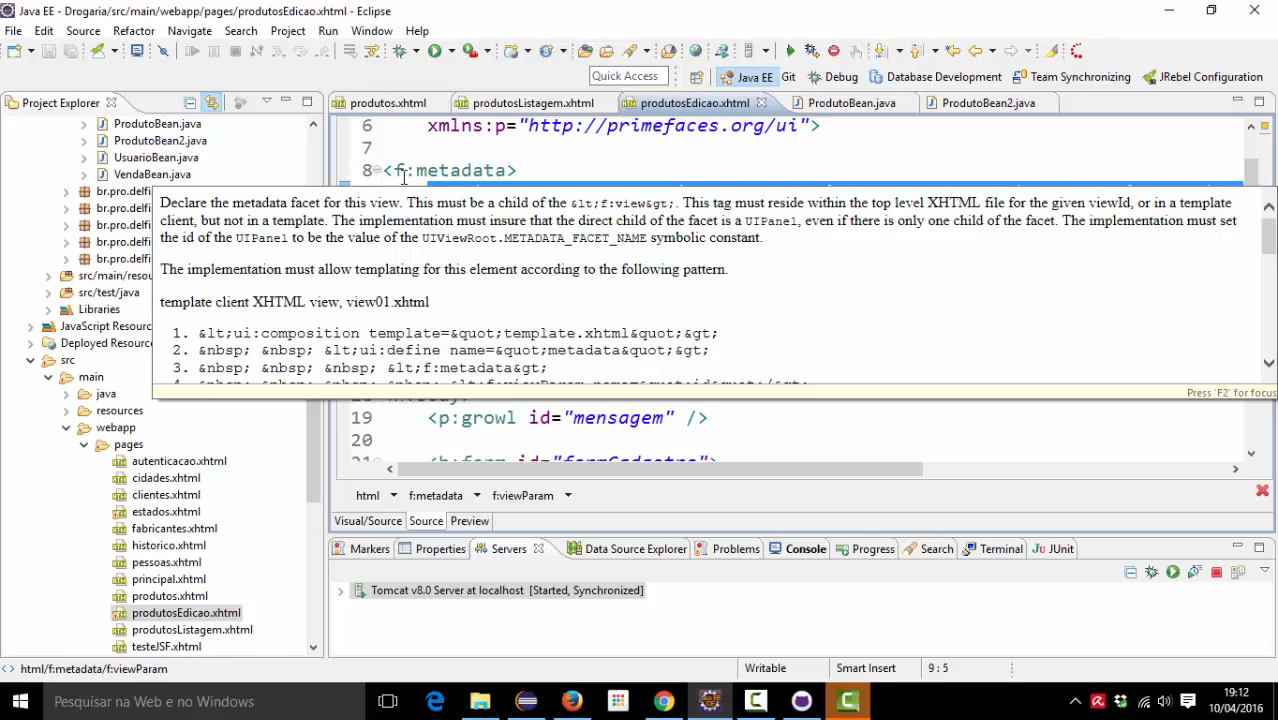 Java EE - Drogaria/src/main/webapp/pages/produtosEdicao.xhtml - Eclipse
File Edit Source Refactor Navigate Search Project Run Window Help
Quick Access
Java EE Git Debug Database Development Team Synchronizing JRebel Configuration
Project Explorer
produtos.xhtml produtosListagem.xhtml produtosEdicao.xhtml ProdutoBean.java ProdutoBean2.java
ProdutoBean.java
ProdutoBean2.java
UsuarioBean.java
VendaBean.java
br.pro.delfi
br.pro.delfi
br.pro.delfi
br.pro.delfi
br.pro.delfi
src/main/resou
src/test/java
Libraries
JavaScript Resourc
Deployed Resourc
src
main
java
resources
webapp
pages
autenticacao.xhtml
cidades.xhtml
clientes.xhtml
estados.xhtml
fabricantes.xhtml
historico.xhtml
pessoas.xhtml
principal.xhtml
produtos.xhtml
produtosEdicao.xhtml
produtosListagem.xhtml
testeJSF.xhtml
6 xmlns:p="http://primefaces.org/ui">
7
8 <f:metadata>
Declare the metadata facet for this view. This must be a child of the &lt;f:view&gt;. This tag must reside within the top level XHTML file for the given viewId, or in a template
client, but not in a template. The implementation must insure that the direct child of the facet is a UIPanel, even if there is only one child of the facet. The implementation must set
the id of the UIPanel to be the value of the UIViewRoot.METADATA_FACET_NAME symbolic constant.
The implementation must allow templating for this element according to the following pattern.
template client XHTML view, view01.xhtml
1. &lt;ui:composition template=&quot;template.xhtml&quot;&gt;
2. &nbsp; &nbsp; &lt;ui:define name=&quot;metadata&quot;&gt;
3. &nbsp; &nbsp; &nbsp; &lt;f:metadata&gt;
Press 'F2' for focus
19 <p:growl id="mensagem" />
20
21 <h:form id="formCadastro">
html f:metadata f:viewParam
Visual/Source Source Preview
Markers Properties Servers Data Source Explorer Problems Console Progress Search Terminal JUnit
Tomcat v8.0 Server at localhost [Started, Synchronized]
html/f:metadata/f:viewParam
Writable Smart Insert 9 : 5
Pesquisar na Web e no Windows
19:12
10/04/2016